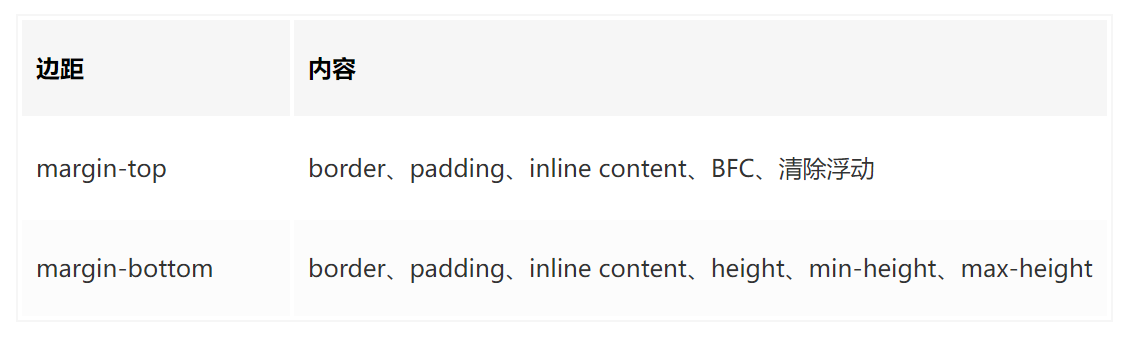 边距 内容
margin-top border、padding、inline content、BFC、清除浮动
margin-bottom border、padding、inline content、height、min-height、max-height